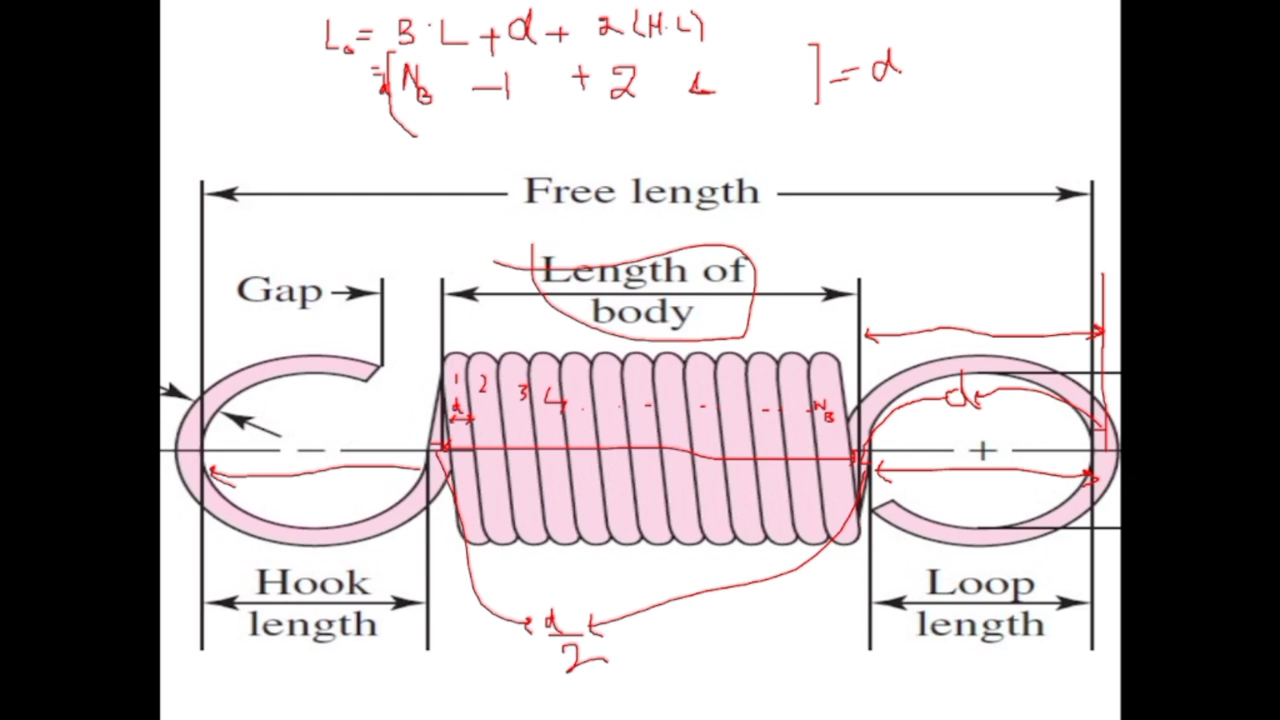 L₀ = B·L + d + 2(H.L)
= d[N_B - 1 + 2 ] = d
Free length
Gap
Length of
body
1 2 3 4 . . - - - - N_B
d
d
+
Hook
length
Loop
length
d/2